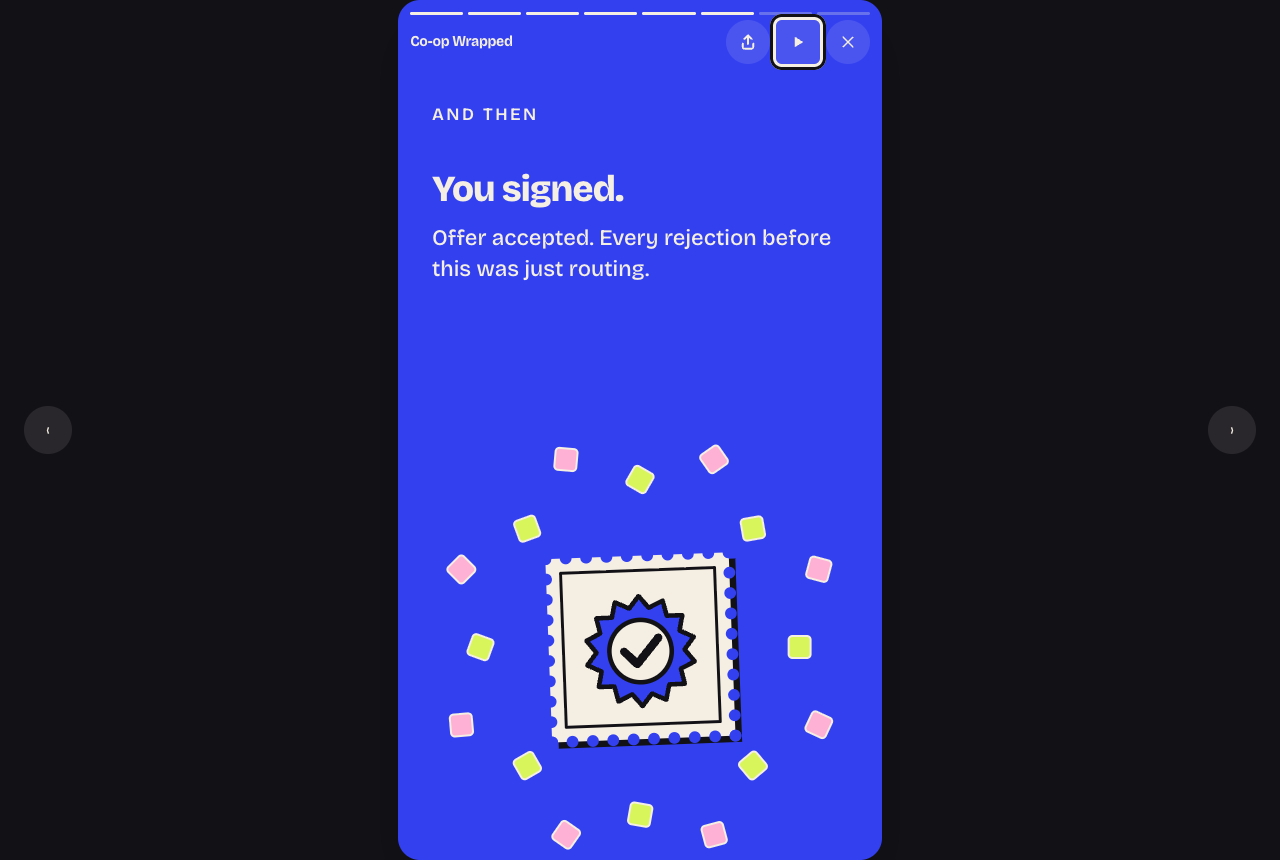 Co-op Wrapped
AND THEN
You signed.
Offer accepted. Every rejection before
this was just routing.